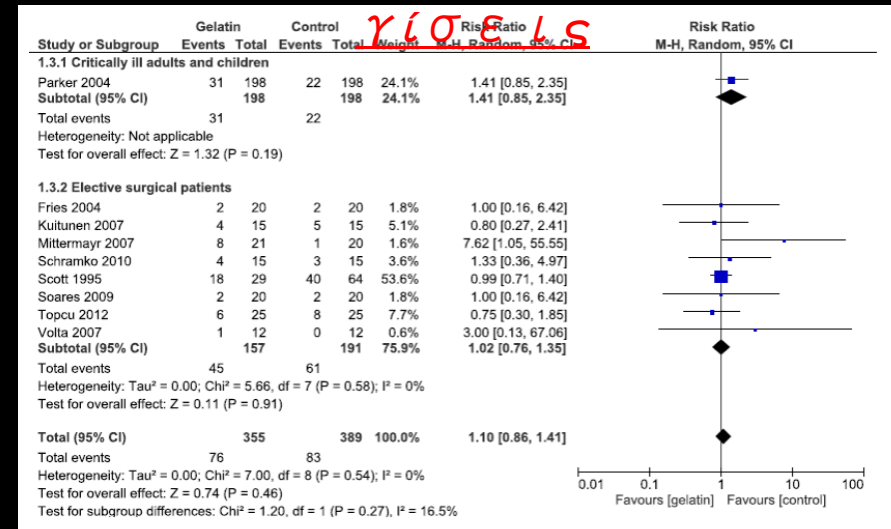 Gelatin Control Risk Ratio Risk Ratio
Study or Subgroup Events Total Events Total Weight M-H, Random, 95% CI M-H, Random, 95% CI
γίσεις
1.3.1 Critically ill adults and children
Parker 2004 31 198 22 198 24.1% 1.41 [0.85, 2.35]
Subtotal (95% CI) 198 198 24.1% 1.41 [0.85, 2.35]
Total events 31 22
Heterogeneity: Not applicable
Test for overall effect: Z = 1.32 (P = 0.19)
1.3.2 Elective surgical patients
Fries 2004 2 20 2 20 1.8% 1.00 [0.16, 6.42]
Kuitunen 2007 4 15 5 15 5.1% 0.80 [0.27, 2.41]
Mittermayr 2007 8 21 1 20 1.6% 7.62 [1.05, 55.55]
Schramko 2010 4 15 3 15 3.6% 1.33 [0.36, 4.97]
Scott 1995 18 29 40 64 53.6% 0.99 [0.71, 1.40]
Soares 2009 2 20 2 20 1.8% 1.00 [0.16, 6.42]
Topcu 2012 6 25 8 25 7.7% 0.75 [0.30, 1.85]
Volta 2007 1 12 0 12 0.6% 3.00 [0.13, 67.06]
Subtotal (95% CI) 157 191 75.9% 1.02 [0.76, 1.35]
Total events 45 61
Heterogeneity: Tau² = 0.00; Chi² = 5.66, df = 7 (P = 0.58); I² = 0%
Test for overall effect: Z = 0.11 (P = 0.91)
Total (95% CI) 355 389 100.0% 1.10 [0.86, 1.41]
Total events 76 83
Heterogeneity: Tau² = 0.00; Chi² = 7.00, df = 8 (P = 0.54); I² = 0%
Test for overall effect: Z = 0.74 (P = 0.46)
Test for subgroup differences: Chi² = 1.20, df = 1 (P = 0.27), I² = 16.5%
0.01 0.1 1 10 100
Favours [gelatin] Favours [control]